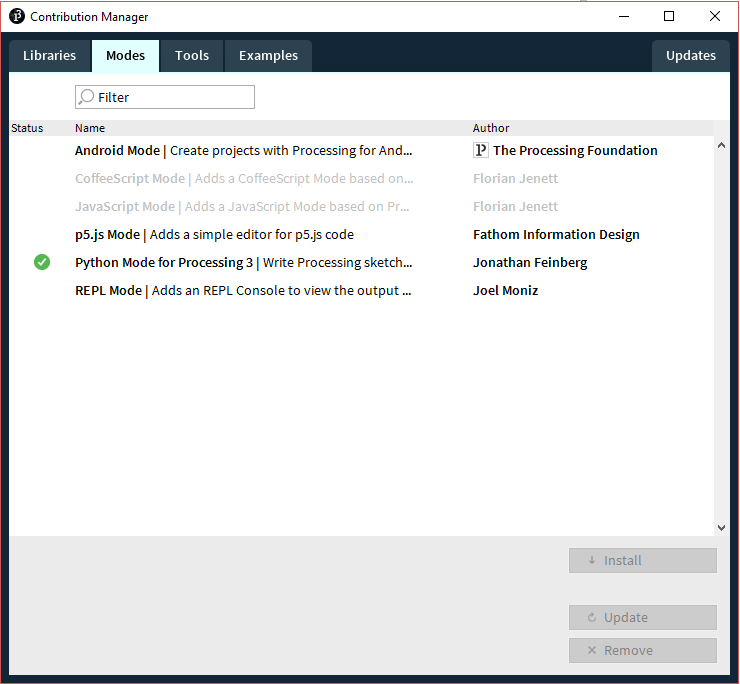 Contribution Manager
Libraries Modes Tools Examples Updates
Filter
Status Name Author
Android Mode | Create projects with Processing for And... The Processing Foundation
CoffeeScript Mode | Adds a CoffeeScript Mode based on... Florian Jenett
JavaScript Mode | Adds a JavaScript Mode based on Pr... Florian Jenett
p5.js Mode | Adds a simple editor for p5.js code Fathom Information Design
Python Mode for Processing 3 | Write Processing sketch... Jonathan Feinberg
REPL Mode | Adds an REPL Console to view the output ... Joel Moniz
Install
Update
Remove